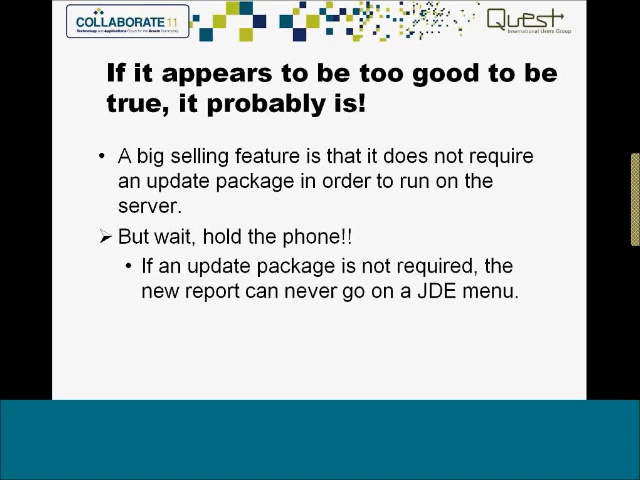 COLLABORATE 11
Technology and Applications Forum for the Oracle Community
Quest
International Users Group
If it appears to be too good to be
true, it probably is!
• A big selling feature is that it does not require
an update package in order to run on the
server.
➢ But wait, hold the phone!!
• If an update package is not required, the
new report can never go on a JDE menu.